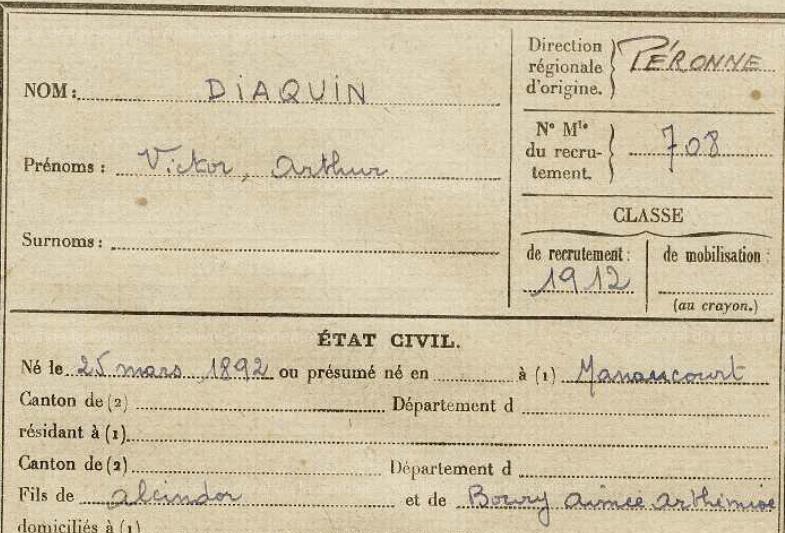 NOM: DIAQUIN
Prénoms: Victor, Arthur
Surnoms:
Direction régionale d'origine. PÉRONNE
N° Mle du recrutement. 708
CLASSE
de recrutement: 1912
de mobilisation:
(au crayon.)
ÉTAT CIVIL.
Né le 25 mars 1892 ou présumé né en à (1) Manancourt
Canton de (2) Département d
résidant à (1)
Canton de (2) Département d
Fils de alcindor et de Boury aimée arthémise
domiciliés à (1)